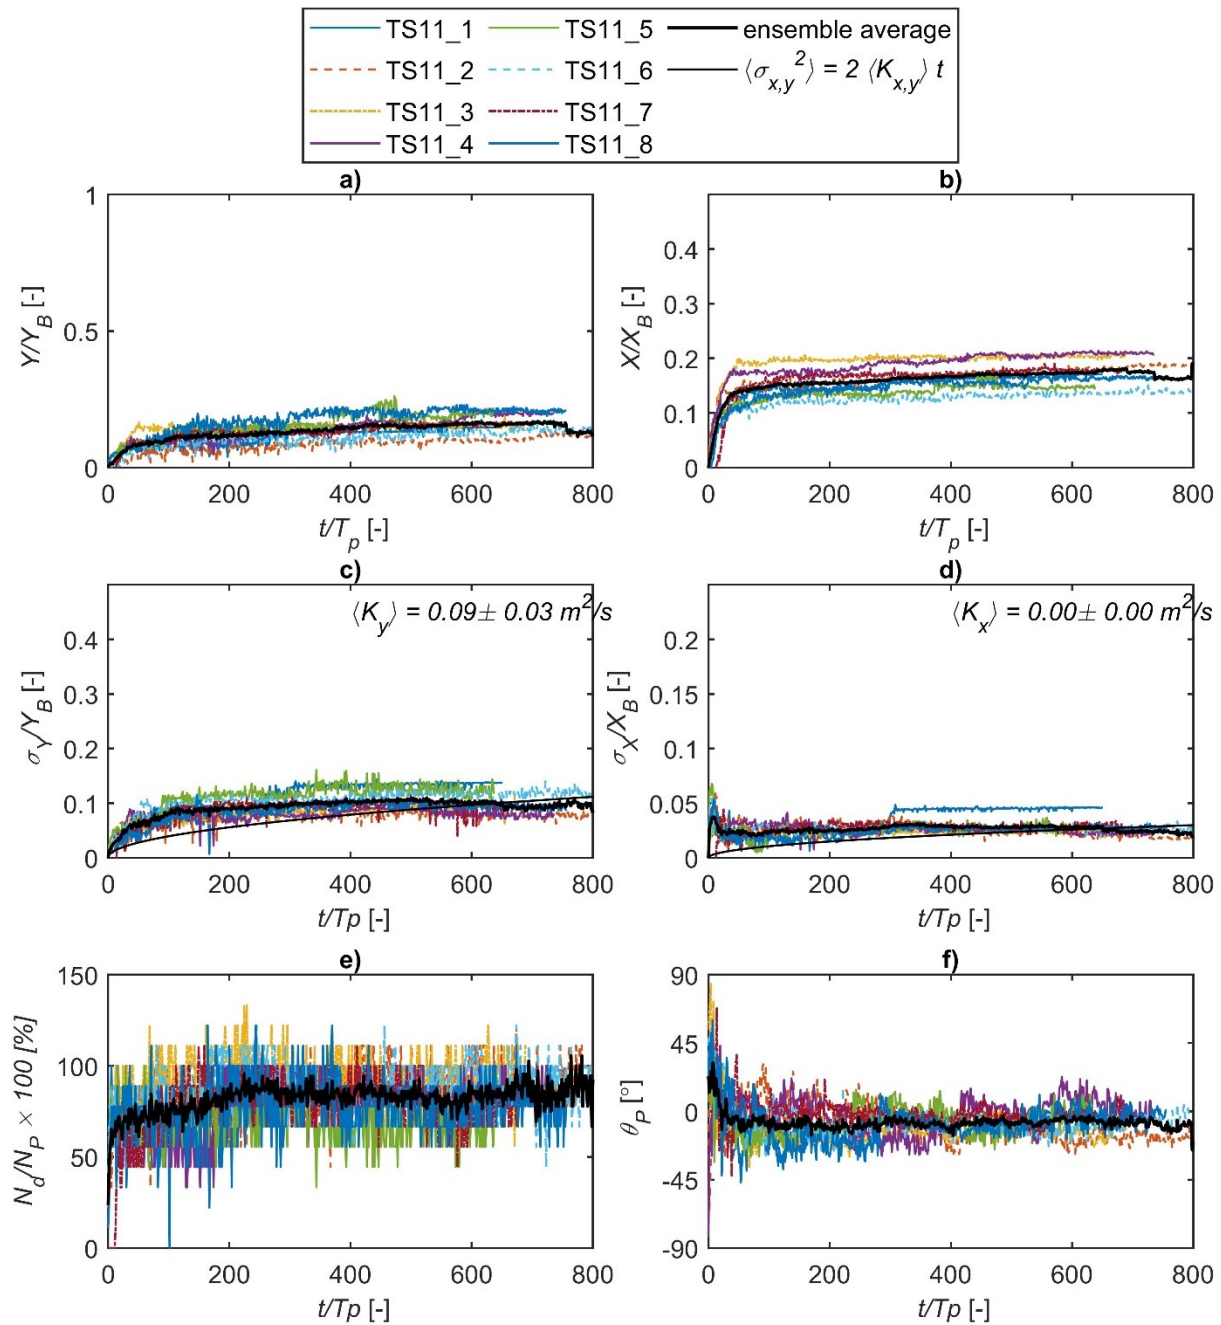 TS11_1 TS11_5 ensemble average
TS11_2 TS11_6 ⟨σx,y²⟩ = 2 ⟨Kx,y⟩ t
TS11_3 TS11_7
TS11_4 TS11_8
a)
1
0.5
0
Y/YB [-]
0 200 400 600 800
t/Tp [-]
b)
0.4
0.3
0.2
0.1
0
X/XB [-]
0 200 400 600 800
t/Tp [-]
c)
⟨Ky⟩ = 0.09± 0.03 m²/s
0.4
0.3
0.2
0.1
0
σY/YB [-]
0 200 400 600 800
t/Tp [-]
d)
⟨Kx⟩ = 0.00± 0.00 m²/s
0.2
0.15
0.1
0.05
0
σX/XB [-]
0 200 400 600 800
t/Tp [-]
e)
150
100
50
0
Nd/NP × 100 [%]
0 200 400 600 800
t/Tp [-]
f)
90
45
0
-45
-90
θP [°]
0 200 400 600 800
t/Tp [-]